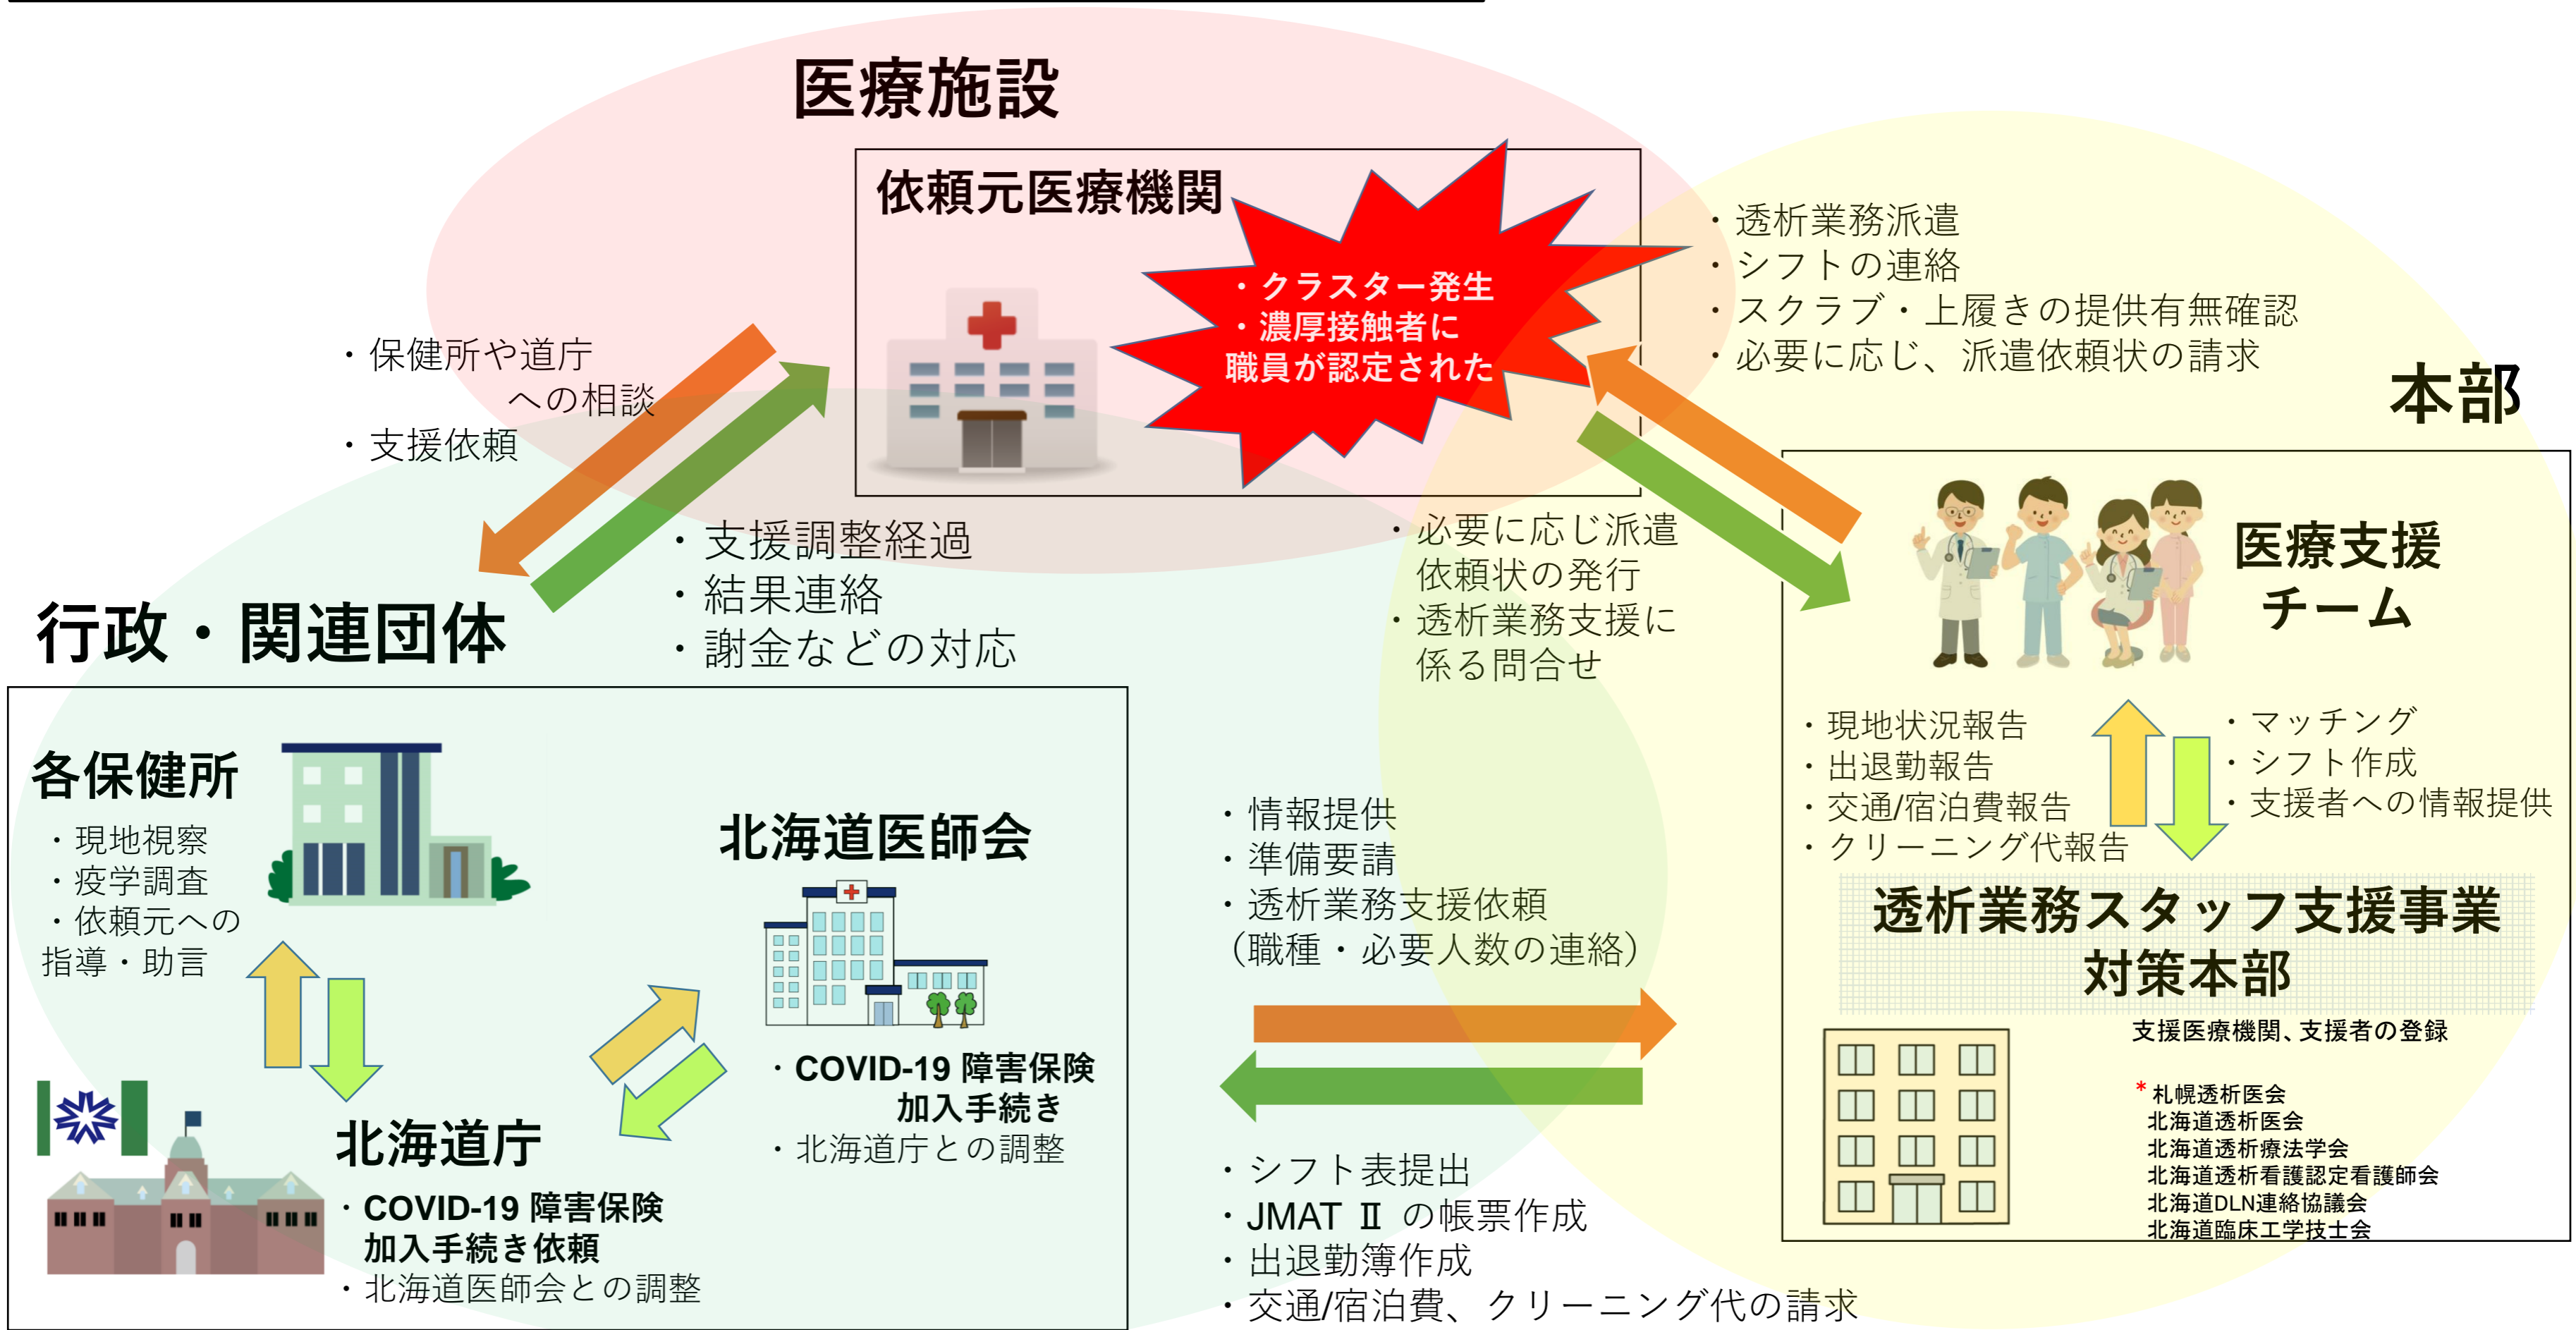 医療施設
依頼元医療機関
・クラスター発生
・濃厚接触者に
職員が認定された
・透析業務派遣
・シフトの連絡
・スクラブ・上履きの提供有無確認
・必要に応じ、派遣依頼状の請求
・保健所や道庁
への相談
・支援依頼
本部
・支援調整経過
・結果連絡
・謝金などの対応
・必要に応じ派遣
依頼状の発行
・透析業務支援に
係る問合せ
医療支援
チーム
行政・関連団体
・現地状況報告
・出退勤報告
・交通/宿泊費報告
・クリーニング代報告
・マッチング
・シフト作成
・支援者への情報提供
各保健所
・現地視察
・疫学調査
・依頼元への
指導・助言
北海道医師会
・COVID-19 障害保険
加入手続き
・北海道庁との調整
・情報提供
・準備要請
・透析業務支援依頼
（職種・必要人数の連絡）
透析業務スタッフ支援事業
対策本部
支援医療機関、支援者の登録
*札幌透析医会
北海道透析医会
北海道透析療法学会
北海道透析看護認定看護師会
北海道DLN連絡協議会
北海道臨床工学技士会
北海道庁
・COVID-19 障害保険
加入手続き依頼
・北海道医師会との調整
・シフト表提出
・JMAT Ⅱ の帳票作成
・出退勤簿作成
・交通/宿泊費、クリーニング代の請求